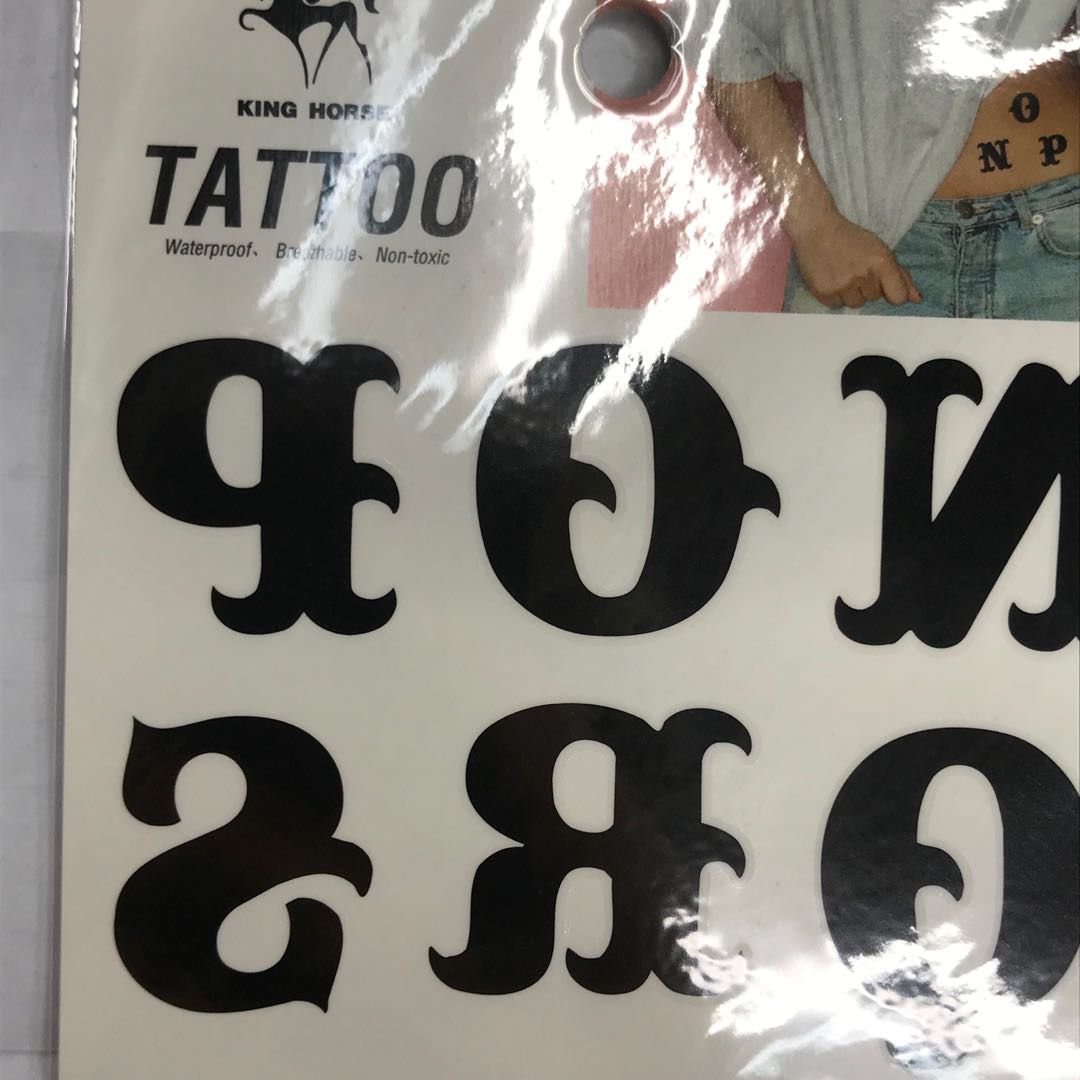 KING HORSE
TATTOO
Waterproof、 Breathable、 Non-toxic
O
N P
P O N
S R Q